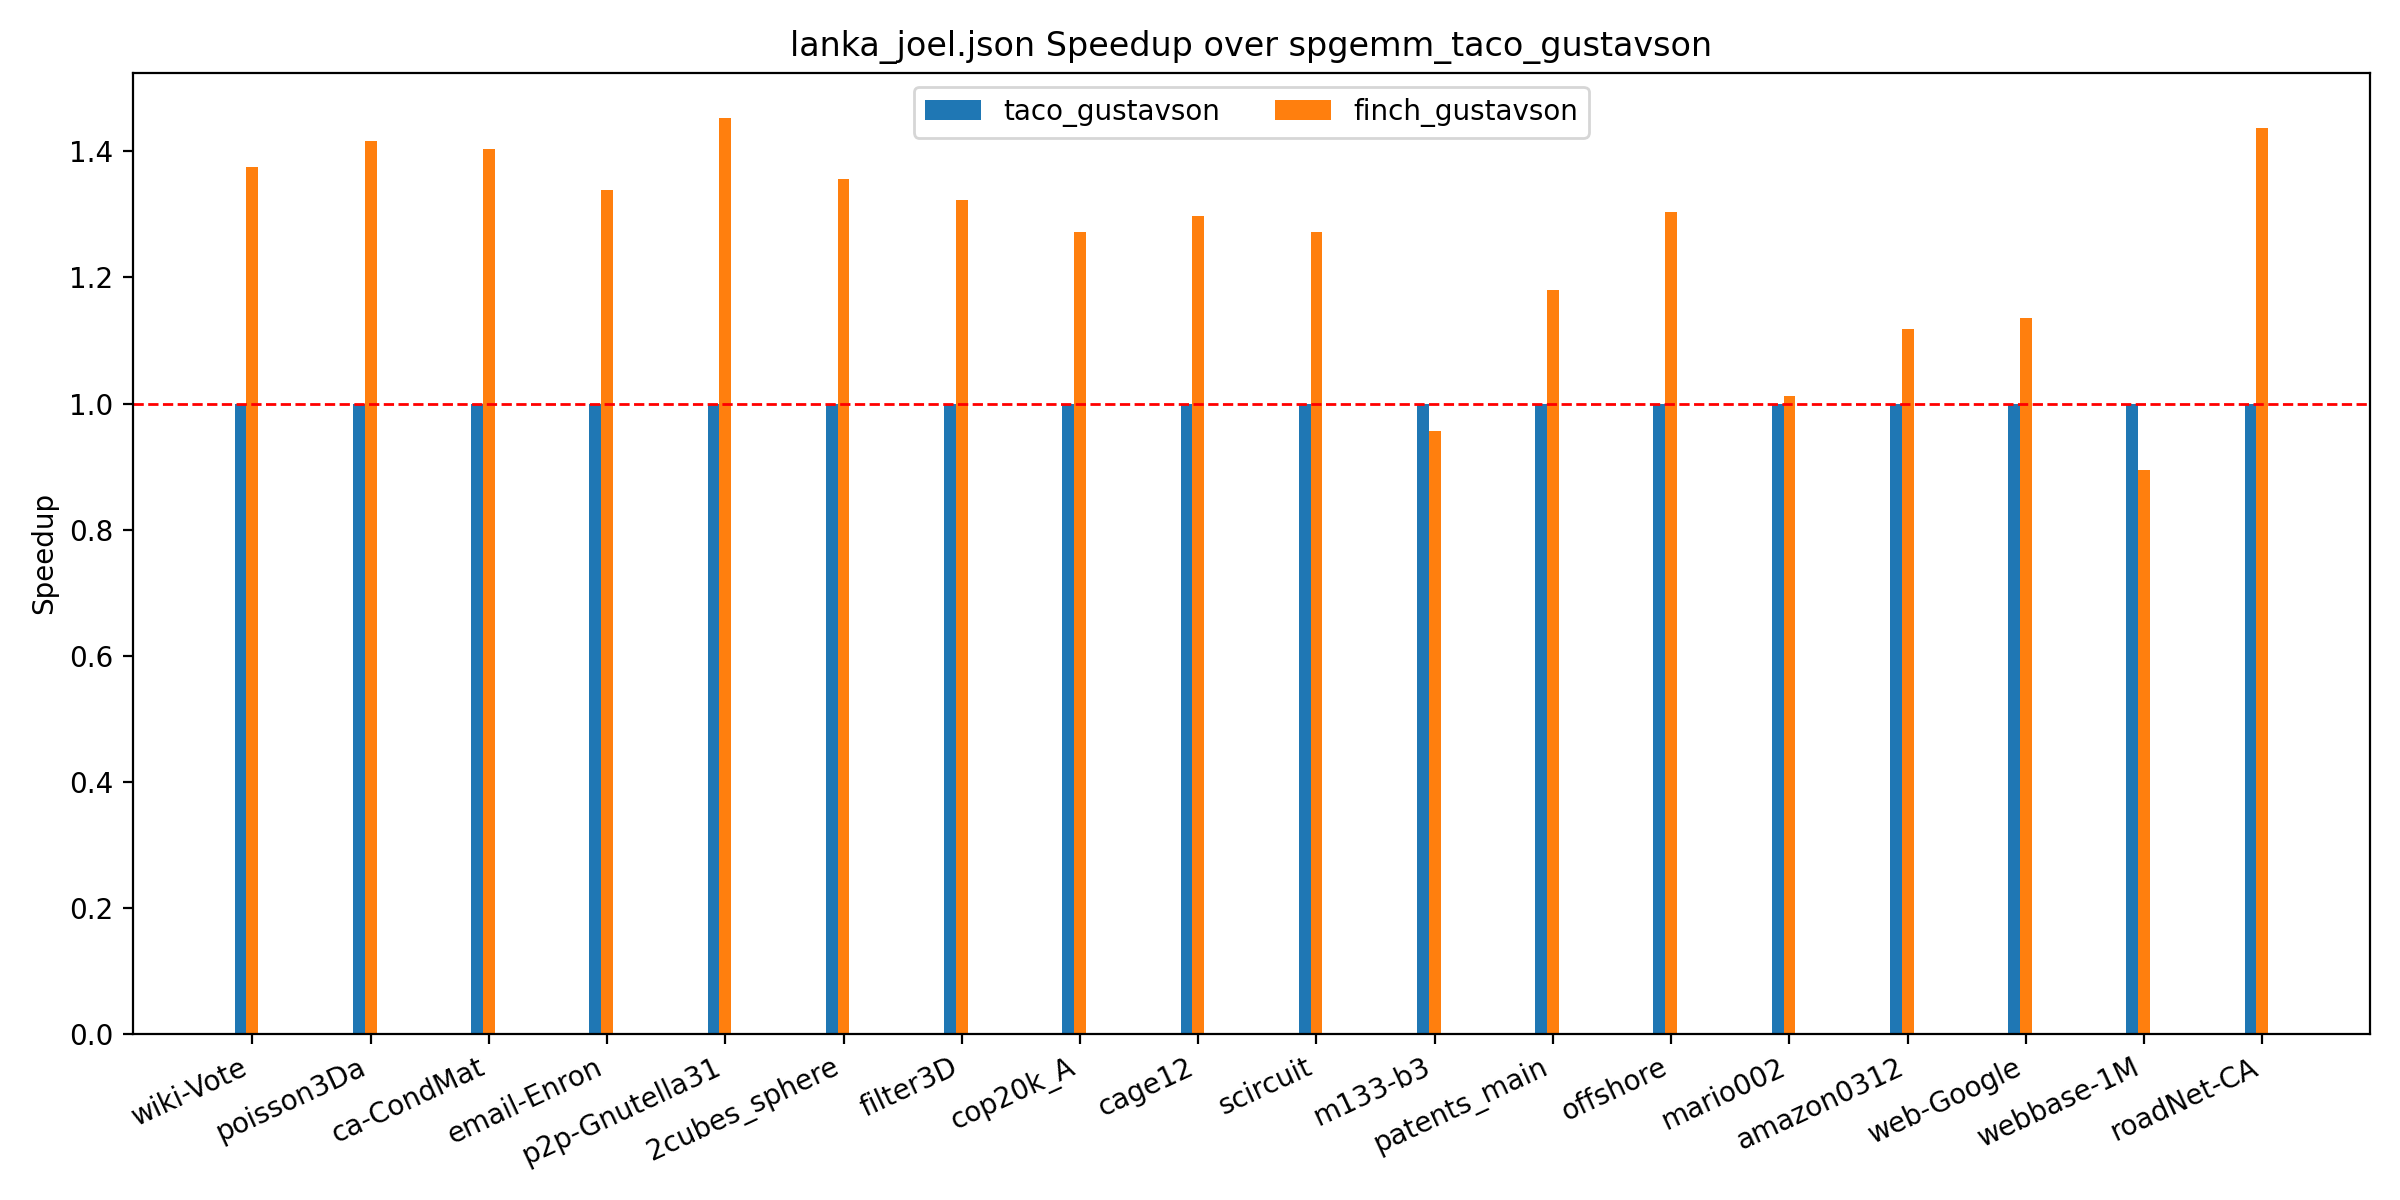 lanka_joel.json Speedup over spgemm_taco_gustavson
taco_gustavson
finch_gustavson
Speedup
1.4
1.2
1.0
0.8
0.6
0.4
0.2
0.0
wiki-Vote
poisson3Da
ca-CondMat
email-Enron
p2p-Gnutella31
2cubes_sphere
filter3D
cop20k_A
cage12
scircuit
m133-b3
patents_main
offshore
mario002
amazon0312
web-Google
webbase-1M
roadNet-CA